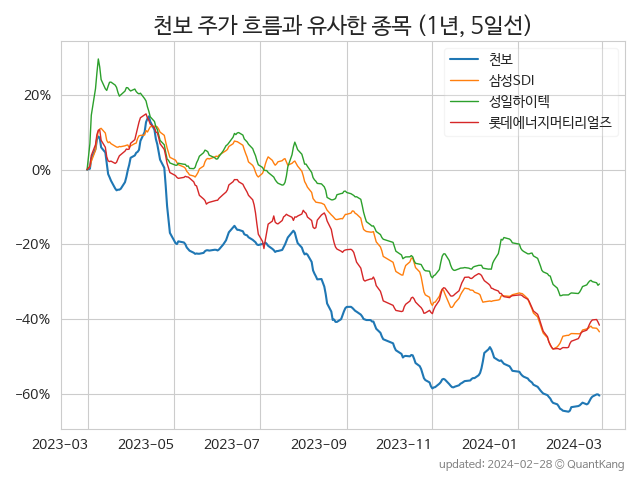 천보 주가 흐름과 유사한 종목 (1년, 5일선)
천보
삼성SDI
성일하이텍
롯데에너지머티리얼즈
20%
0%
−20%
−40%
−60%
2023-03 2023-05 2023-07 2023-09 2023-11 2024-01 2024-03
updated: 2024-02-28 © QuantKang